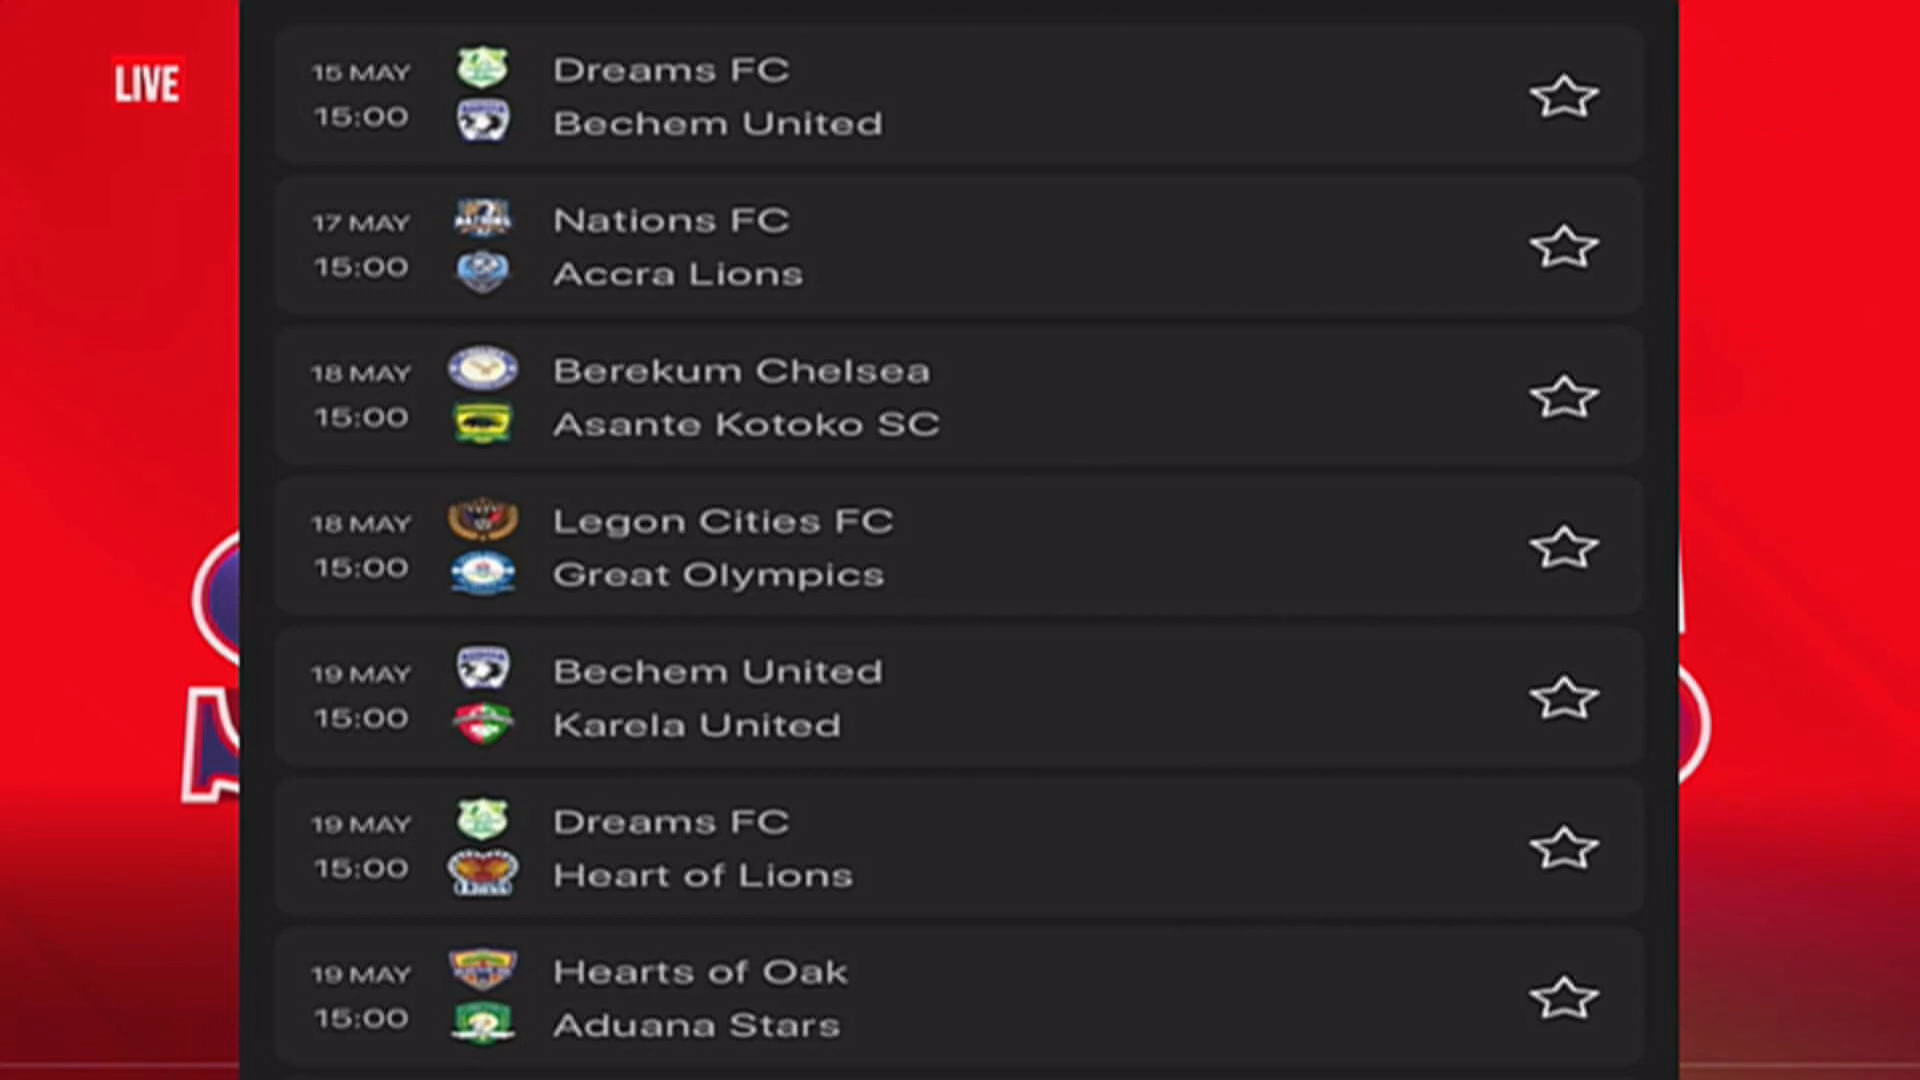 LIVE
15 MAY
15:00
Dreams FC
Bechem United
17 MAY
15:00
Nations FC
Accra Lions
18 MAY
15:00
Berekum Chelsea
Asante Kotoko SC
18 MAY
15:00
Legon Cities FC
Great Olympics
19 MAY
15:00
Bechem United
Karela United
19 MAY
15:00
Dreams FC
Heart of Lions
19 MAY
15:00
Hearts of Oak
Aduana Stars